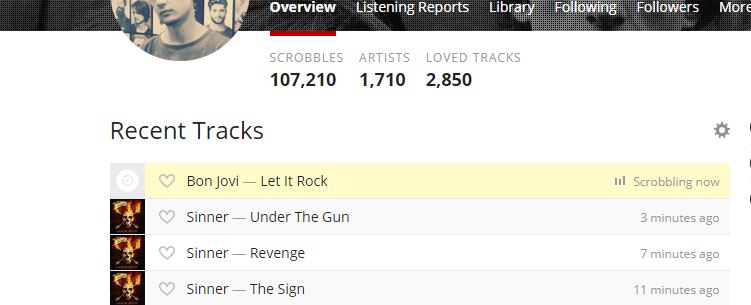 Overview Listening Reports Library Following Followers More
SCROBBLES ARTISTS LOVED TRACKS
107,210 1,710 2,850
Recent Tracks
Bon Jovi — Let It Rock Scrobbling now
Sinner — Under The Gun 3 minutes ago
Sinner — Revenge 7 minutes ago
Sinner — The Sign 11 minutes ago